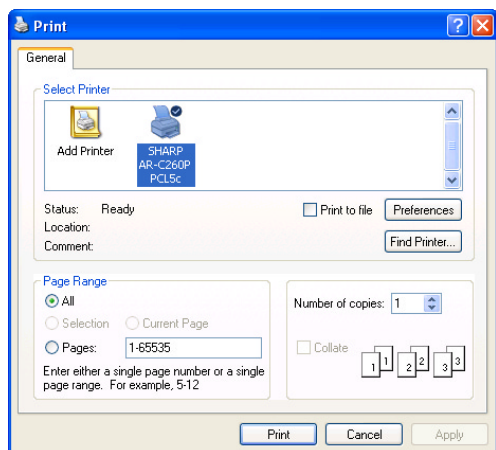 Print
General
Select Printer
Add Printer
SHARP
AR-C260P
PCL5c
Status: Ready
Print to file
Preferences
Location:
Comment:
Find Printer...
Page Range
All
Selection
Current Page
Pages: 1-65535
Enter either a single page number or a single
page range. For example, 5-12
Number of copies: 1
Collate
1 1 2 2 3 3
Print
Cancel
Apply